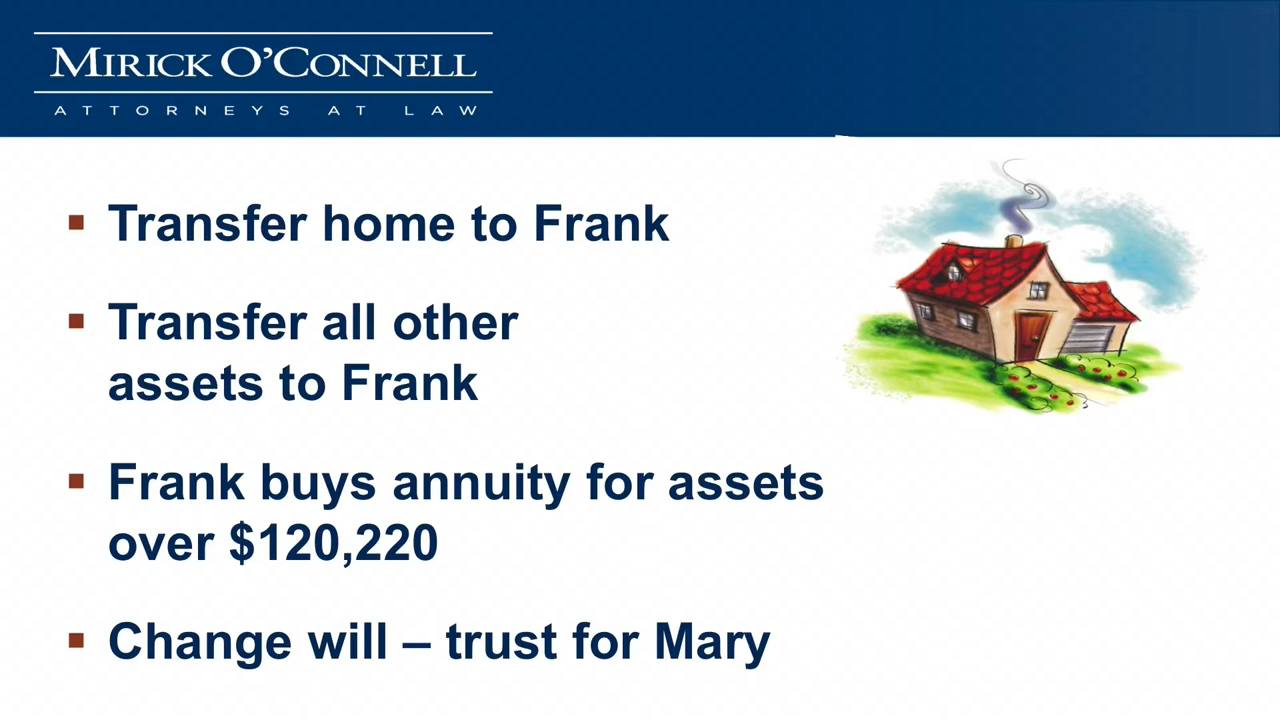 MIRICK O'CONNELL
ATTORNEYS AT LAW
▪ Transfer home to Frank
▪ Transfer all other
assets to Frank
▪ Frank buys annuity for assets
over $120,220
▪ Change will – trust for Mary